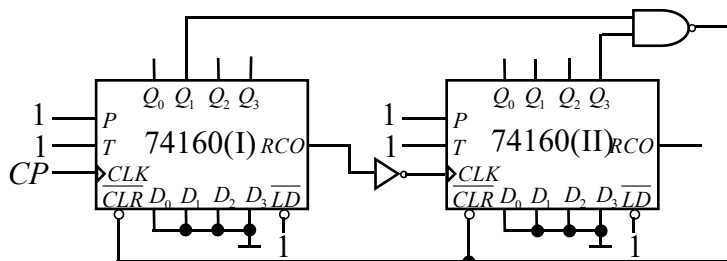 Q0 Q1 Q2 Q3 Q0 Q1 Q2 Q3
1 P 1 P
1 T 74160(I) RCO 1 T 74160(II) RCO
CP CLK CLK
CLR D0 D1 D2 D3 LD CLR D0 D1 D2 D3 LD
1 1